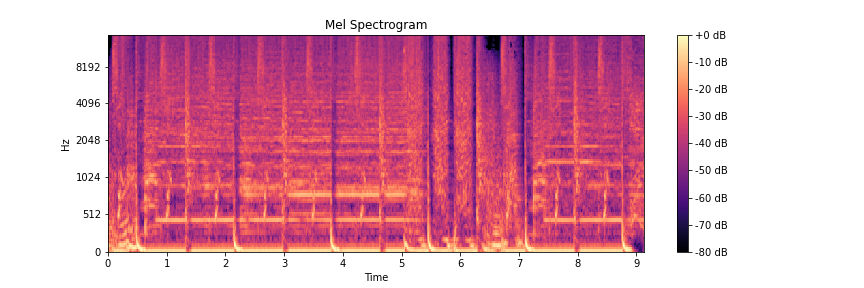 Mel Spectrogram
Hz
8192
4096
2048
1024
512
0
0 1 2 3 4 5 6 7 8 9
Time
+0 dB
-10 dB
-20 dB
-30 dB
-40 dB
-50 dB
-60 dB
-70 dB
-80 dB